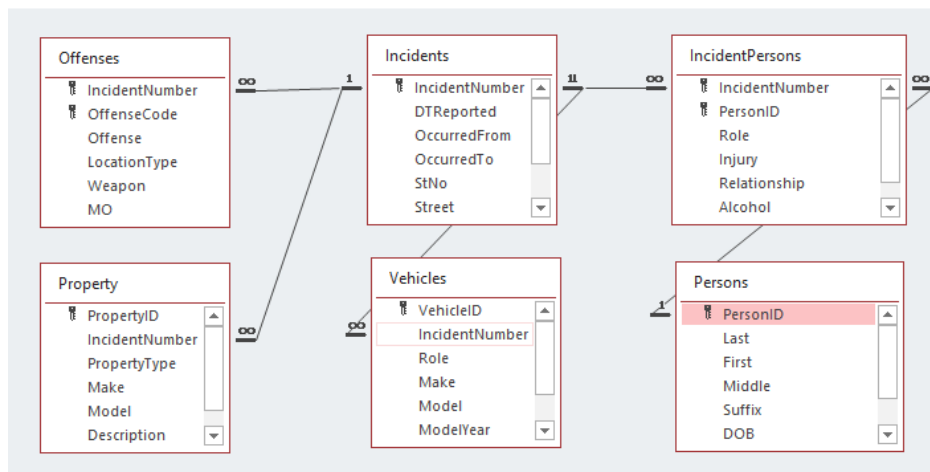 Offenses
IncidentNumber
OffenseCode
Offense
LocationType
Weapon
MO
∞
1
Incidents
IncidentNumber
DTReported
OccurredFrom
OccurredTo
StNo
Street
11
∞
IncidentPersons
IncidentNumber
PersonID
Role
Injury
Relationship
Alcohol
∞
Property
PropertyID
IncidentNumber
PropertyType
Make
Model
Description
∞
∞
Vehicles
VehicleID
IncidentNumber
Role
Make
Model
ModelYear
1
Persons
PersonID
Last
First
Middle
Suffix
DOB